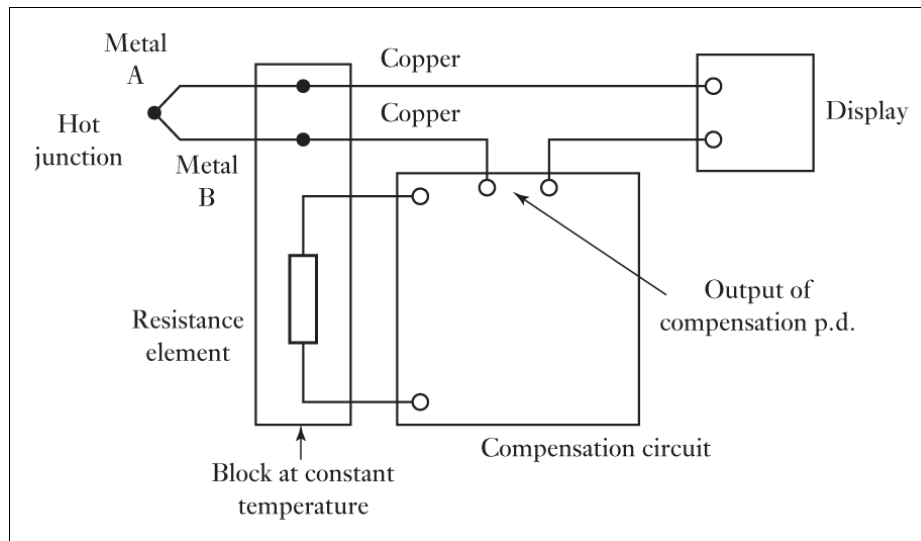 Metal
A
Copper
Copper
Hot
junction
Metal
B
Display
Resistance
element
Output of
compensation p.d.
Compensation circuit
Block at constant
temperature